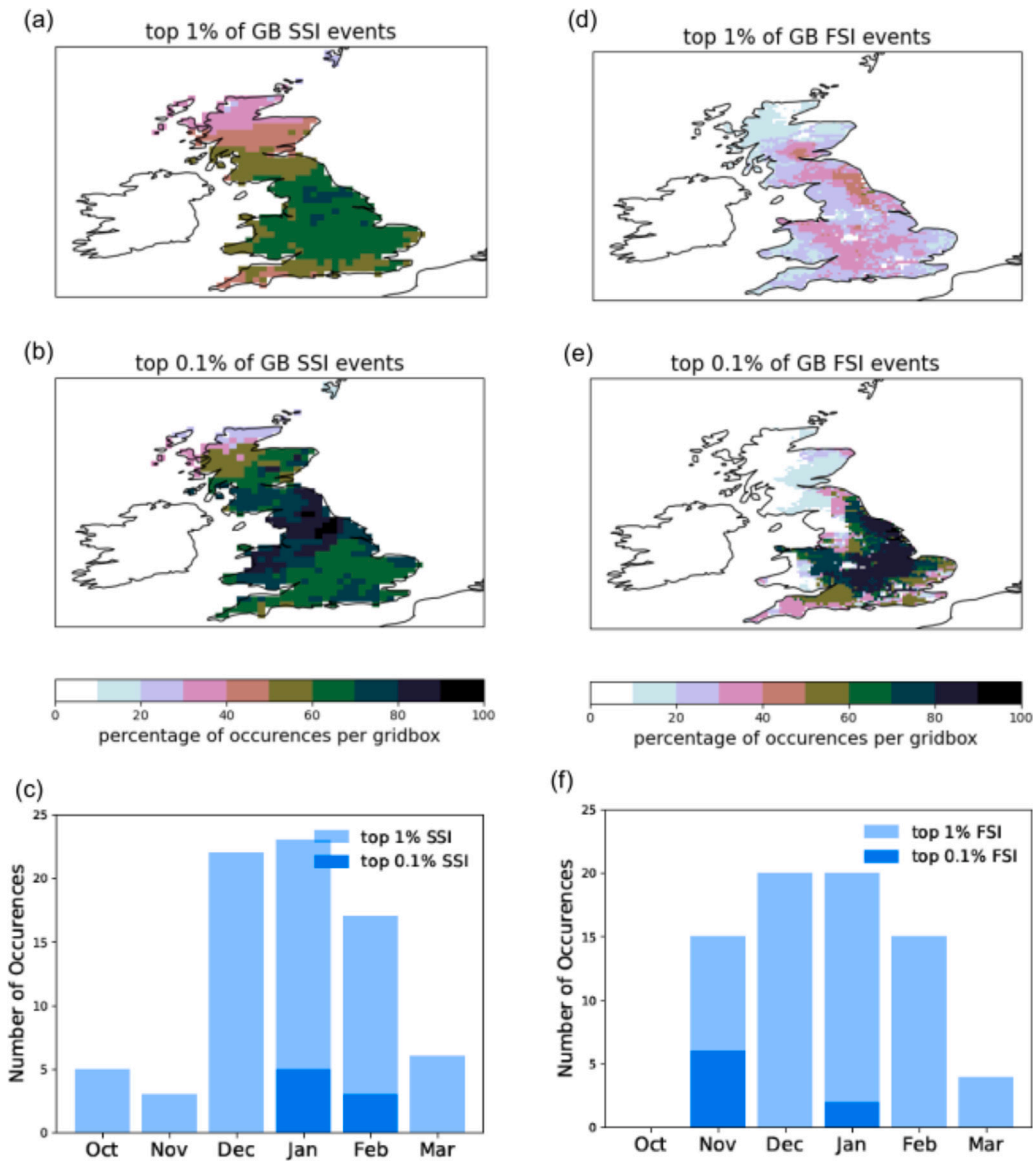 (a)
top 1% of GB SSI events
(d)
top 1% of GB FSI events
(b)
top 0.1% of GB SSI events
(e)
top 0.1% of GB FSI events
0 20 40 60 80 100
percentage of occurences per gridbox
0 20 40 60 80 100
percentage of occurences per gridbox
(c)
25
20
15
10
5
0
Number of Occurences
top 1% SSI
top 0.1% SSI
Oct Nov Dec Jan Feb Mar
(f)
25
20
15
10
5
0
Number of Occurences
top 1% FSI
top 0.1% FSI
Oct Nov Dec Jan Feb Mar